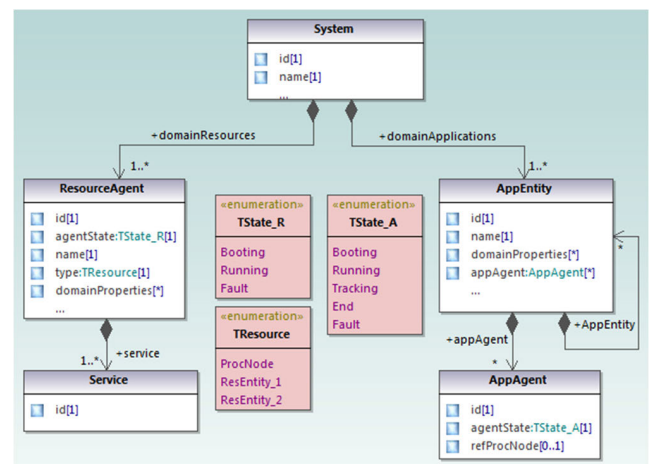 System
id[1]
name[1]
...
+domainResources
+domainApplications
1..*
1..*
ResourceAgent
id[1]
agentState:TState_R[1]
name[1]
type:TResource[1]
domainProperties[*]
...
«enumeration»
TState_R
Booting
Running
Fault
«enumeration»
TState_A
Booting
Running
Tracking
End
Fault
AppEntity
id[1]
name[1]
domainProperties[*]
appAgent:AppAgent[*]
...
*
+AppEntity
«enumeration»
TResource
ProcNode
ResEntity_1
ResEntity_2
+service
1..*
Service
id[1]
+appAgent
*
AppAgent
id[1]
agentState:TState_A[1]
refProcNode[0..1]